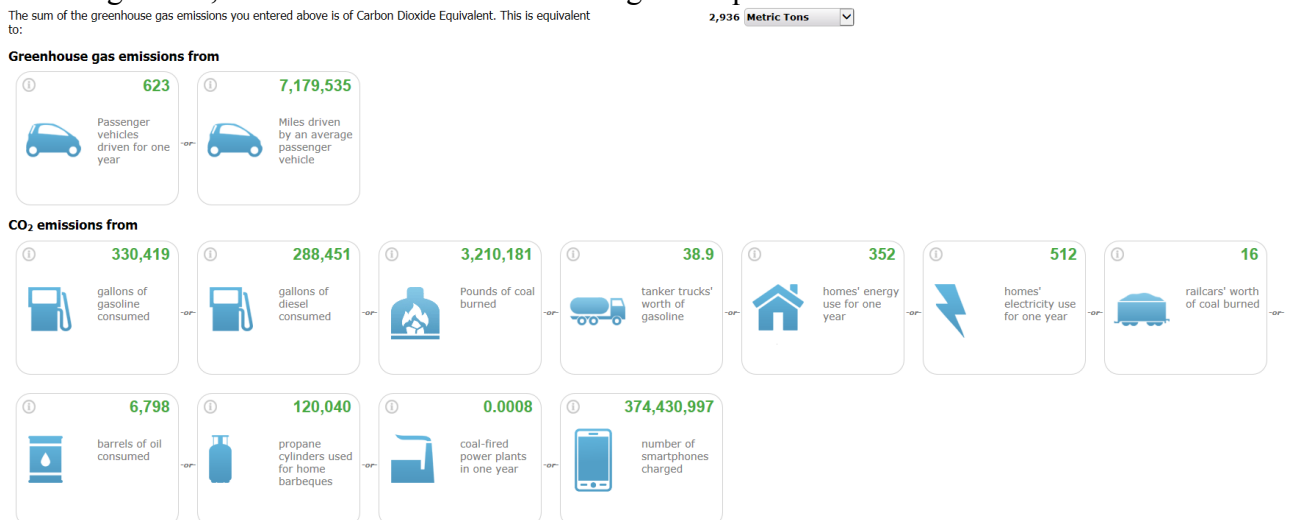 The sum of the greenhouse gas emissions you entered above is of Carbon Dioxide Equivalent. This is equivalent
to:
2,936 Metric Tons
Greenhouse gas emissions from
623
Passenger
vehicles
driven for one
year
-or-
7,179,535
Miles driven
by an average
passenger
vehicle
CO₂ emissions from
330,419
gallons of
gasoline
consumed
-or-
288,451
gallons of
diesel
consumed
-or-
3,210,181
Pounds of coal
burned
-or-
38.9
tanker trucks'
worth of
gasoline
-or-
352
homes' energy
use for one
year
-or-
512
homes'
electricity use
for one year
-or-
16
railcars' worth
of coal burned
-or-
6,798
barrels of oil
consumed
-or-
120,040
propane
cylinders used
for home
barbeques
-or-
0.0008
coal-fired
power plants
in one year
-or-
374,430,997
number of
smartphones
charged